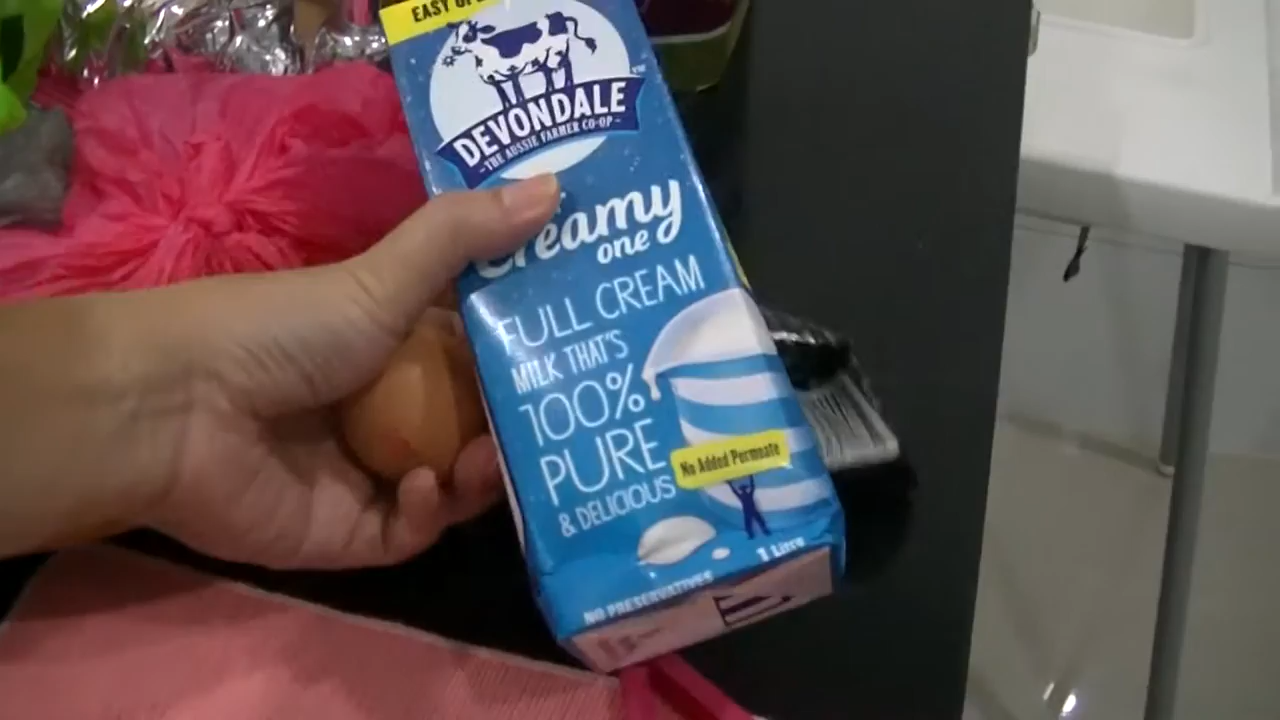 EASY
DEVONDALE
-THE AUSSIE FARMER CO-OP-
Creamy
one
FULL CREAM
MILK THAT'S
100%
PURE
& DELICIOUS
No Added Permeate
1 Litre
NO PRESERVATIVES